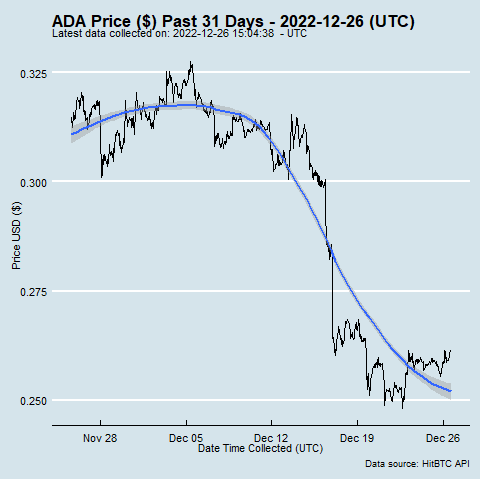 ADA Price ($) Past 31 Days - 2022-12-26 (UTC)
Latest data collected on: 2022-12-26 15:04:38 - UTC
0.325
0.300
0.275
0.250
Price USD ($)
Nov 28 Dec 05 Dec 12 Dec 19 Dec 26
Date Time Collected (UTC)
Data source: HitBTC API